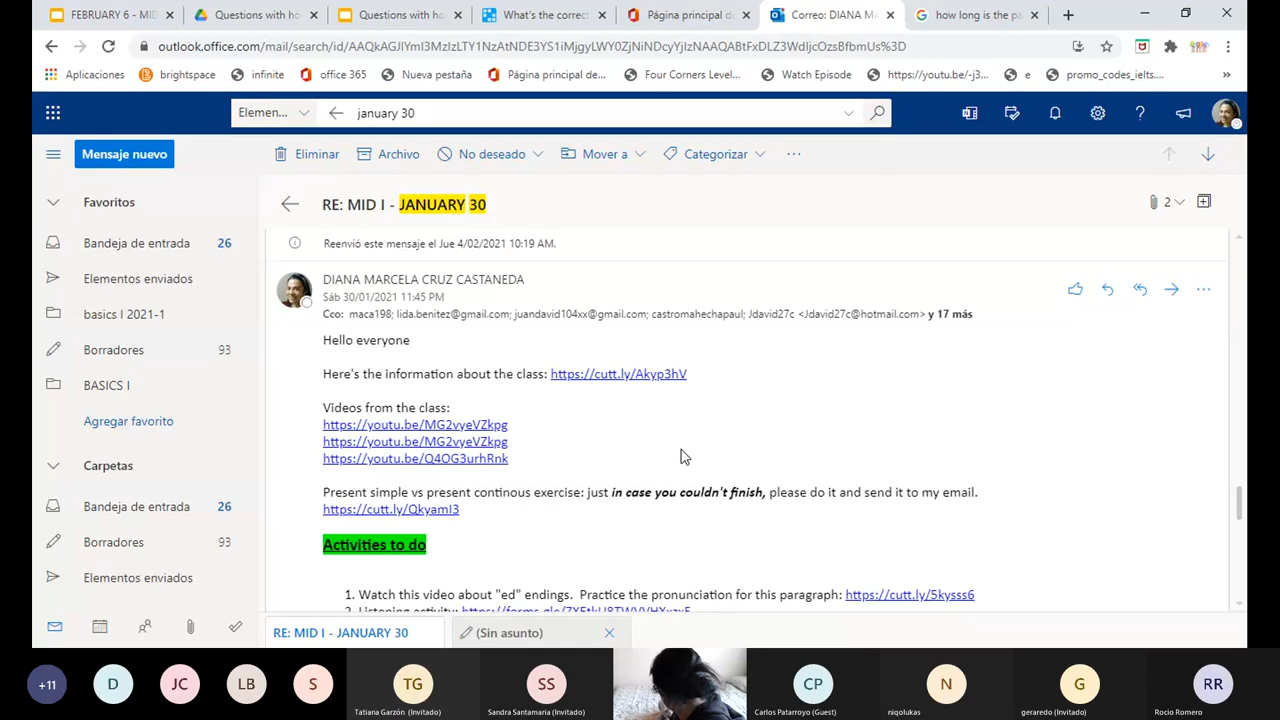 FEBRUARY 6 - MID
Questions with ho
Questions with ho
What's the correct
Página principal d
Correo: DIANA M
how long is the pa
outlook.office.com/mail/search/id/AAQkAGJlYmI3MzIzLTY1NzAtNDE3YS1iMjgyLWY0ZjNiNDcyYjIzNAAQABtFxDLZ3WdIjcOzsBfbmUs%3D
Aplicaciones
brightspace
infinite
office 365
Nueva pestaña
Página principal de...
Four Corners Level...
Watch Episode
https://youtu.be/-j3...
e
promo_codes_ielts....
»
Elemen...
january 30
Mensaje nuevo
Eliminar
Archivo
No deseado
Mover a
Categorizar
Favoritos
RE: MID I - JANUARY 30
2
Bandeja de entrada 26
Reenvió este mensaje el Jue 4/02/2021 10:19 AM.
Elementos enviados
DIANA MARCELA CRUZ CASTANEDA
Sáb 30/01/2021 11:45 PM
basics I 2021-1
Cco: maca198; lida.benitez@gmail.com; juandavid104xx@gmail.com; castromahechapaul; Jdavid27c <Jdavid27c@hotmail.com> y 17 más
Borradores 93
Hello everyone
BASICS I
Here's the information about the class: https://cutt.ly/Akyp3hV
Agregar favorito
Videos from the class:
https://youtu.be/MG2vyeVZkpg
https://youtu.be/MG2vyeVZkpg
https://youtu.be/Q4OG3urhRnk
Carpetas
Bandeja de entrada 26
Present simple vs present continous exercise: just in case you couldn't finish, please do it and send it to my email.
https://cutt.ly/QkyamI3
Borradores 93
Activities to do
Elementos enviados
1. Watch this video about "ed" endings. Practice the pronunciation for this paragraph: https://cutt.ly/5kysss6
2. Listening activity:
RE: MID I - JANUARY 30
(Sin asunto)
+11
D
JC
LB
S
TG
Tatiana Garzón (Invitado)
SS
Sandra Santamaria (Invitado)
CP
Carlos Patarroyo (Guest)
N
niqolukas
G
geraredo (Invitado)
RR
Rocio Romero